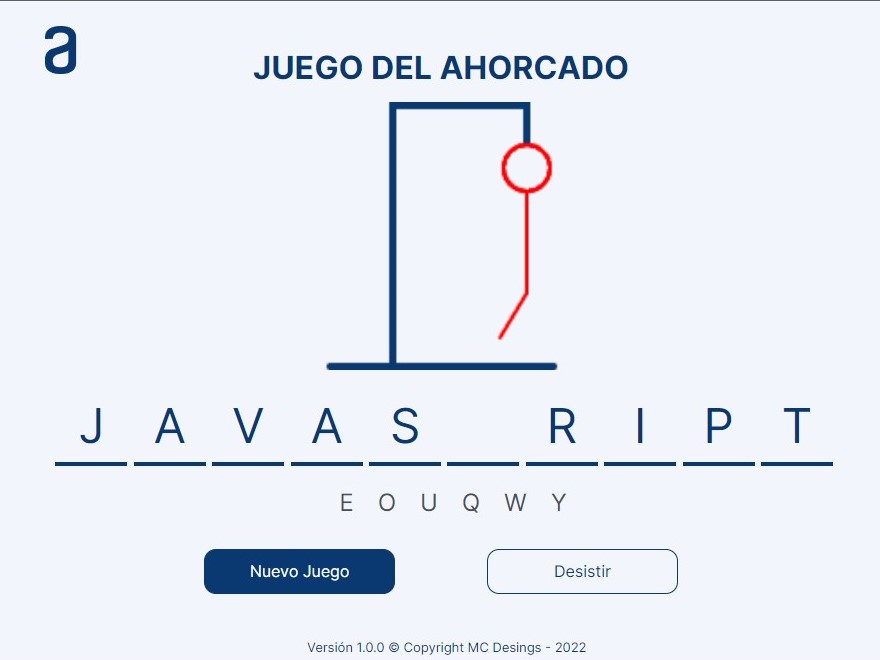 a
JUEGO DEL AHORCADO
J A V A S R I P T
E O U Q W Y
Nuevo Juego Desistir
Versión 1.0.0 © Copyright MC Desings - 2022